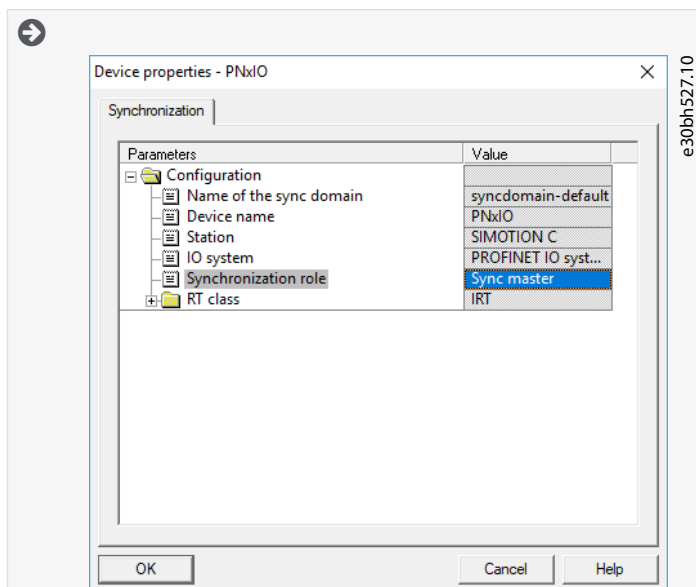 Device properties - PNxIO
Synchronization
Parameters Value
Configuration
Name of the sync domain syncdomain-default
Device name PNxIO
Station SIMOTION C
IO system PROFINET IO syst...
Synchronization role Sync master
RT class IRT
OK Cancel Help
e30bh527.10